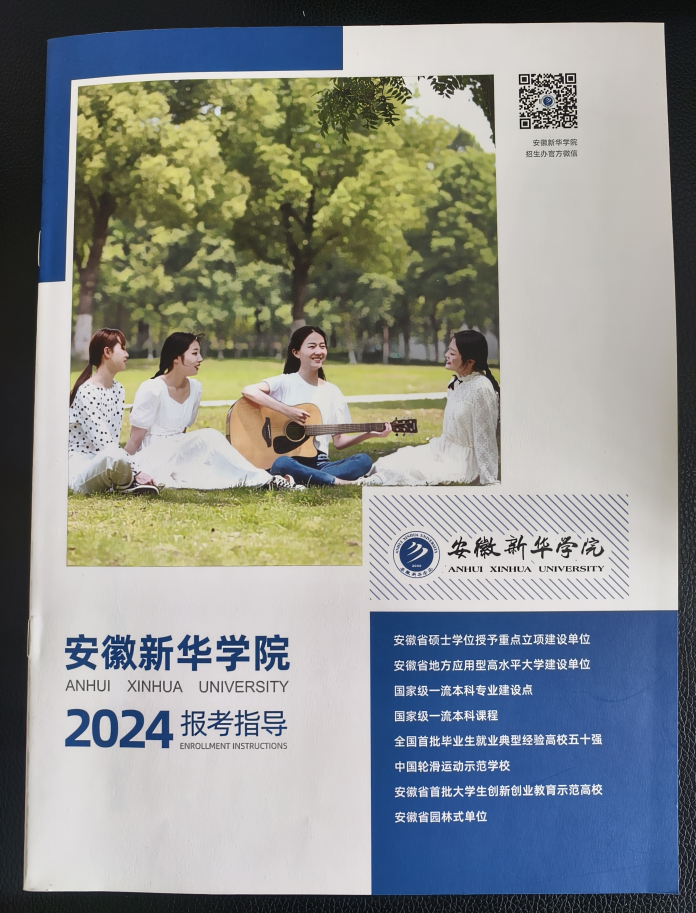 安徽新华学院
招生办官方微信
安徽新华学院
ANHUI XINHUA UNIVERSITY
安徽新华学院
ANHUI XINHUA UNIVERSITY
2024 报考指导
ENROLLMENT INSTRUCTIONS
安徽省硕士学位授予重点立项建设单位
安徽省地方应用型高水平大学建设单位
国家级一流本科专业建设点
国家级一流本科课程
全国首批毕业生就业典型经验高校五十强
中国轮滑运动示范学校
安徽省首批大学生创新创业教育示范高校
安徽省园林式单位